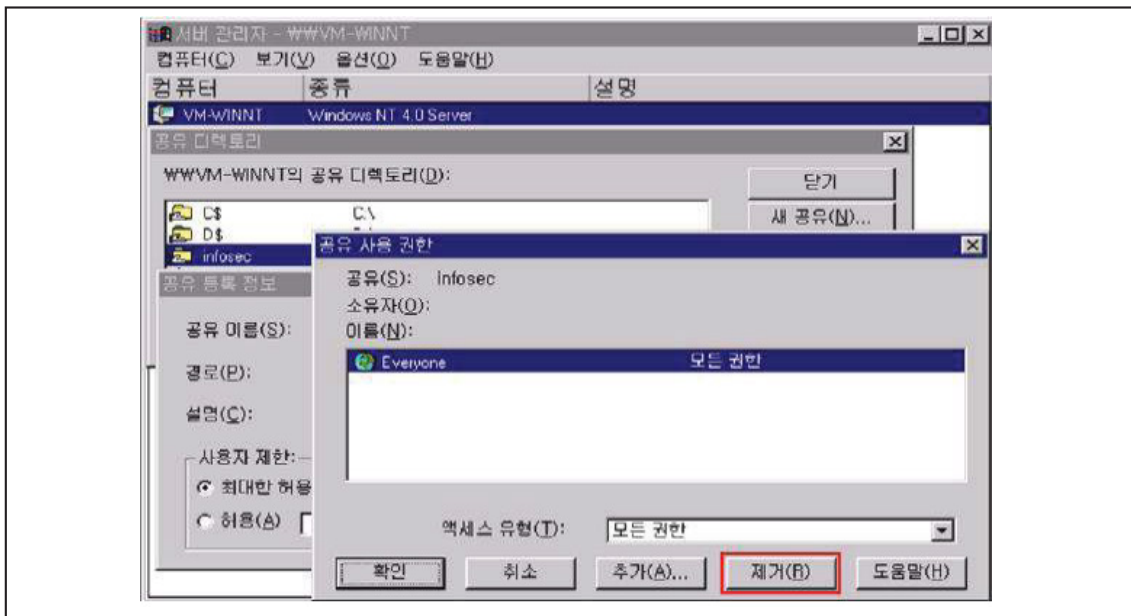 서버 관리자 - ₩₩VM-WINNT
컴퓨터(C) 보기(V) 옵션(O) 도움말(H)
컴퓨터 종류 설명
VM-WINNT Windows NT 4.0 Server
공유 디렉토리
₩₩VM-WINNT의 공유 디렉토리(D):
닫기
C$ C:\
새 공유(N)...
D$
infosec
공유 사용 권한
공유 등록 정보
공유(S): infosec
소유자(O):
공유 이름(S):
이름(N):
Everyone 모든 권한
경로(P):
설명(C):
사용자 제한:
최대한 허용
허용(A)
액세스 유형(T): 모든 권한
확인 취소 추가(A)... 제거(R) 도움말(H)